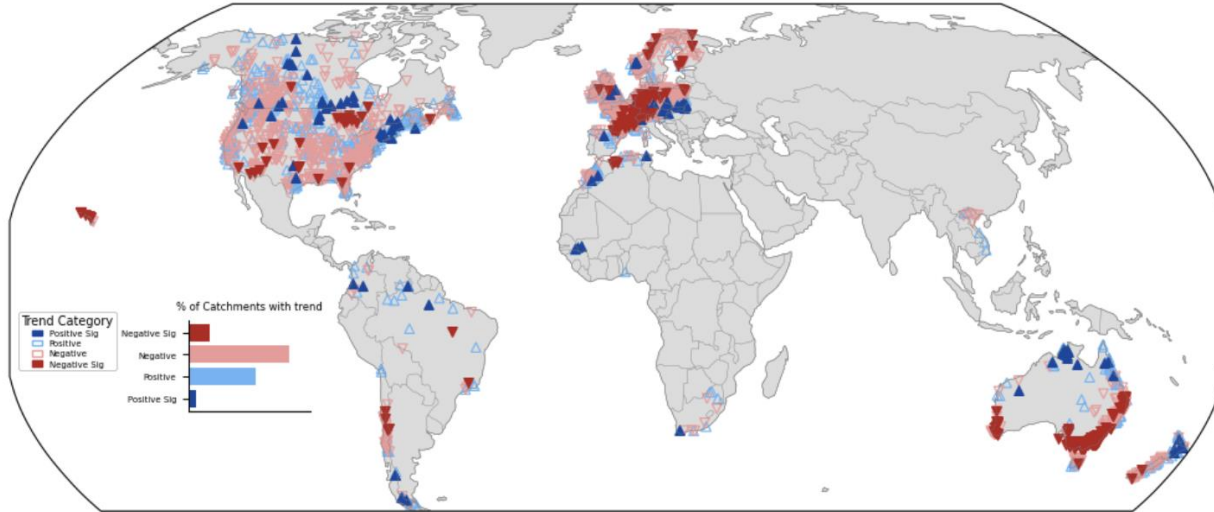 % of Catchments with trend
Trend Category
Positive Sig
Positive
Negative
Negative Sig
Negative Sig
Negative
Positive
Positive Sig